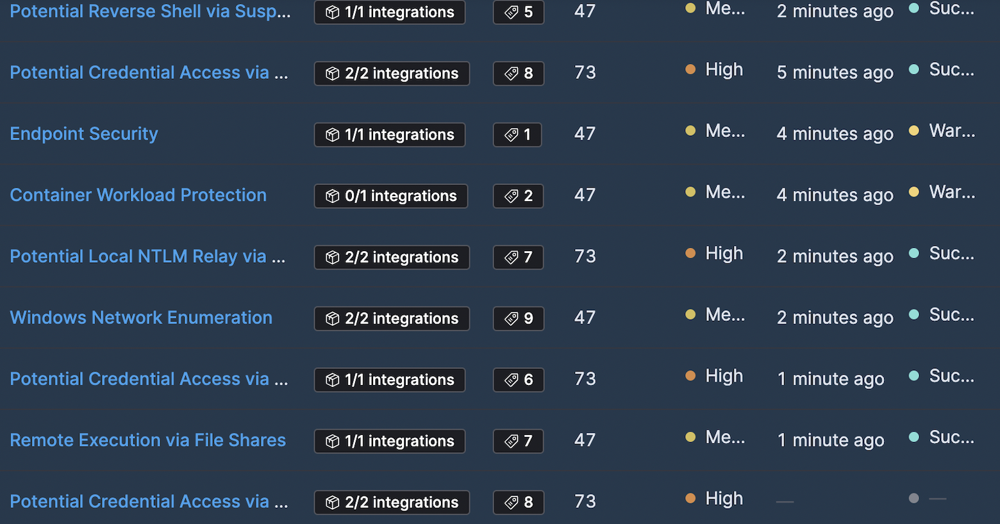 Potential Reverse Shell via Susp... 1/1 integrations 5 47 Me... 2 minutes ago Suc...
Potential Credential Access via ... 2/2 integrations 8 73 High 5 minutes ago Suc...
Endpoint Security 1/1 integrations 1 47 Me... 4 minutes ago War...
Container Workload Protection 0/1 integrations 2 47 Me... 4 minutes ago War...
Potential Local NTLM Relay via ... 2/2 integrations 7 73 High 2 minutes ago Suc...
Windows Network Enumeration 2/2 integrations 9 47 Me... 2 minutes ago Suc...
Potential Credential Access via ... 1/1 integrations 6 73 High 1 minute ago Suc...
Remote Execution via File Shares 1/1 integrations 7 47 Me... 1 minute ago Suc...
Potential Credential Access via ... 2/2 integrations 8 73 High — —